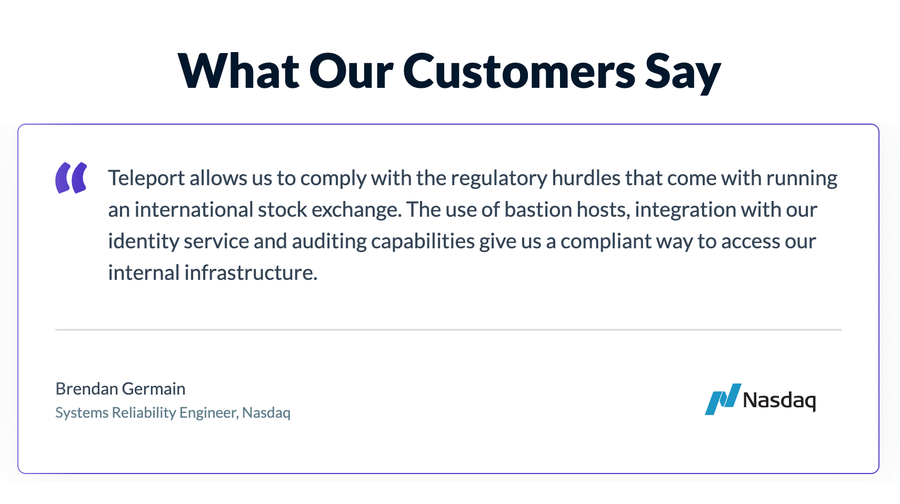 What Our Customers Say
“
Teleport allows us to comply with the regulatory hurdles that come with running
an international stock exchange. The use of bastion hosts, integration with our
identity service and auditing capabilities give us a compliant way to access our
internal infrastructure.
Brendan Germain
Systems Reliability Engineer, Nasdaq
Nasdaq